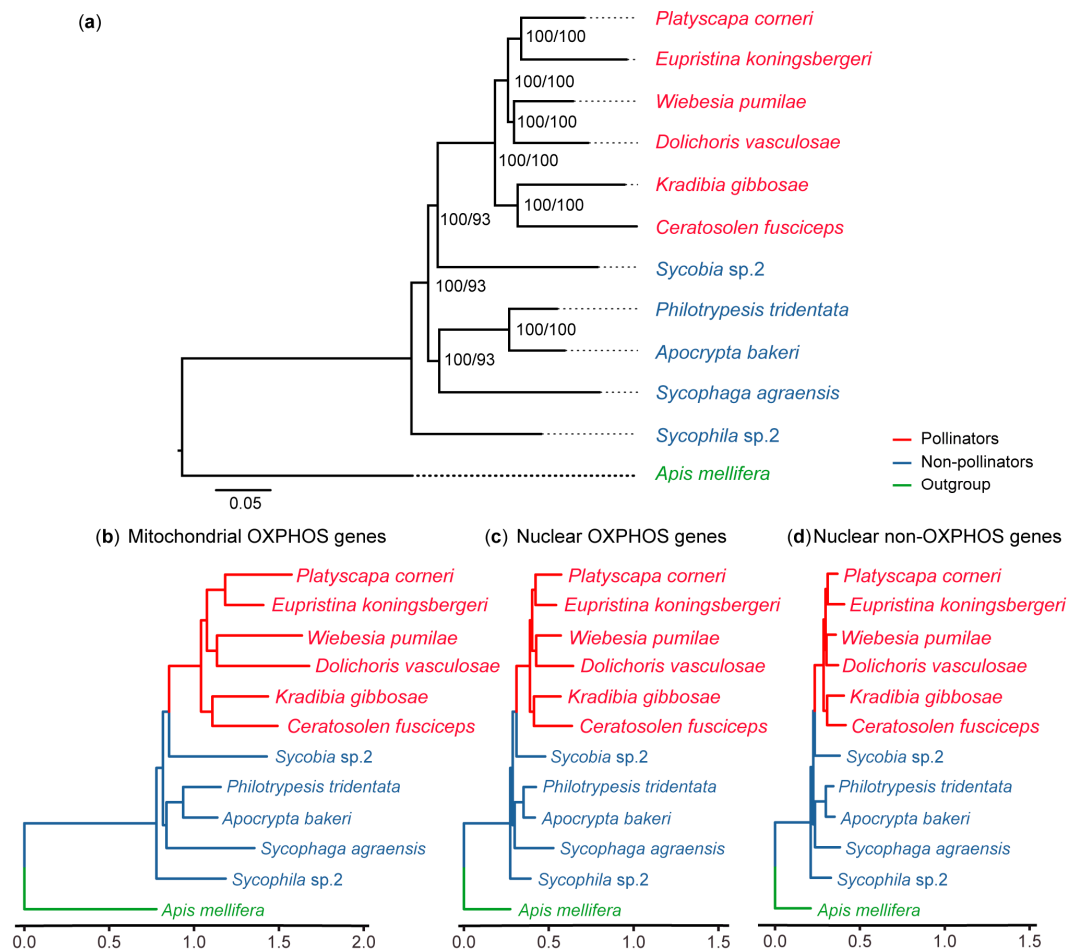 (a)
Platyscapa corneri
100/100
Eupristina koningsbergeri
100/100
Wiebesia pumilae
100/100
Dolichoris vasculosae
100/100
Kradibia gibbosae
100/100
100/93
Ceratosolen fusciceps
Sycobia sp.2
100/93
Philotrypesis tridentata
100/100
Apocrypta bakeri
100/93
Sycophaga agraensis
Sycophila sp.2
Apis mellifera
0.05
Pollinators
Non-pollinators
Outgroup
(b) Mitochondrial OXPHOS genes
Platyscapa corneri
Eupristina koningsbergeri
Wiebesia pumilae
Dolichoris vasculosae
Kradibia gibbosae
Ceratosolen fusciceps
Sycobia sp.2
Philotrypesis tridentata
Apocrypta bakeri
Sycophaga agraensis
Sycophila sp.2
Apis mellifera
0.0 0.5 1.0 1.5 2.0
(c) Nuclear OXPHOS genes
Platyscapa corneri
Eupristina koningsbergeri
Wiebesia pumilae
Dolichoris vasculosae
Kradibia gibbosae
Ceratosolen fusciceps
Sycobia sp.2
Philotrypesis tridentata
Apocrypta bakeri
Sycophaga agraensis
Sycophila sp.2
Apis mellifera
0.0 0.5 1.0 1.5
(d) Nuclear non-OXPHOS genes
Platyscapa corneri
Eupristina koningsbergeri
Wiebesia pumilae
Dolichoris vasculosae
Kradibia gibbosae
Ceratosolen fusciceps
Sycobia sp.2
Philotrypesis tridentata
Apocrypta bakeri
Sycophaga agraensis
Sycophila sp.2
Apis mellifera
0.0 0.5 1.0 1.5